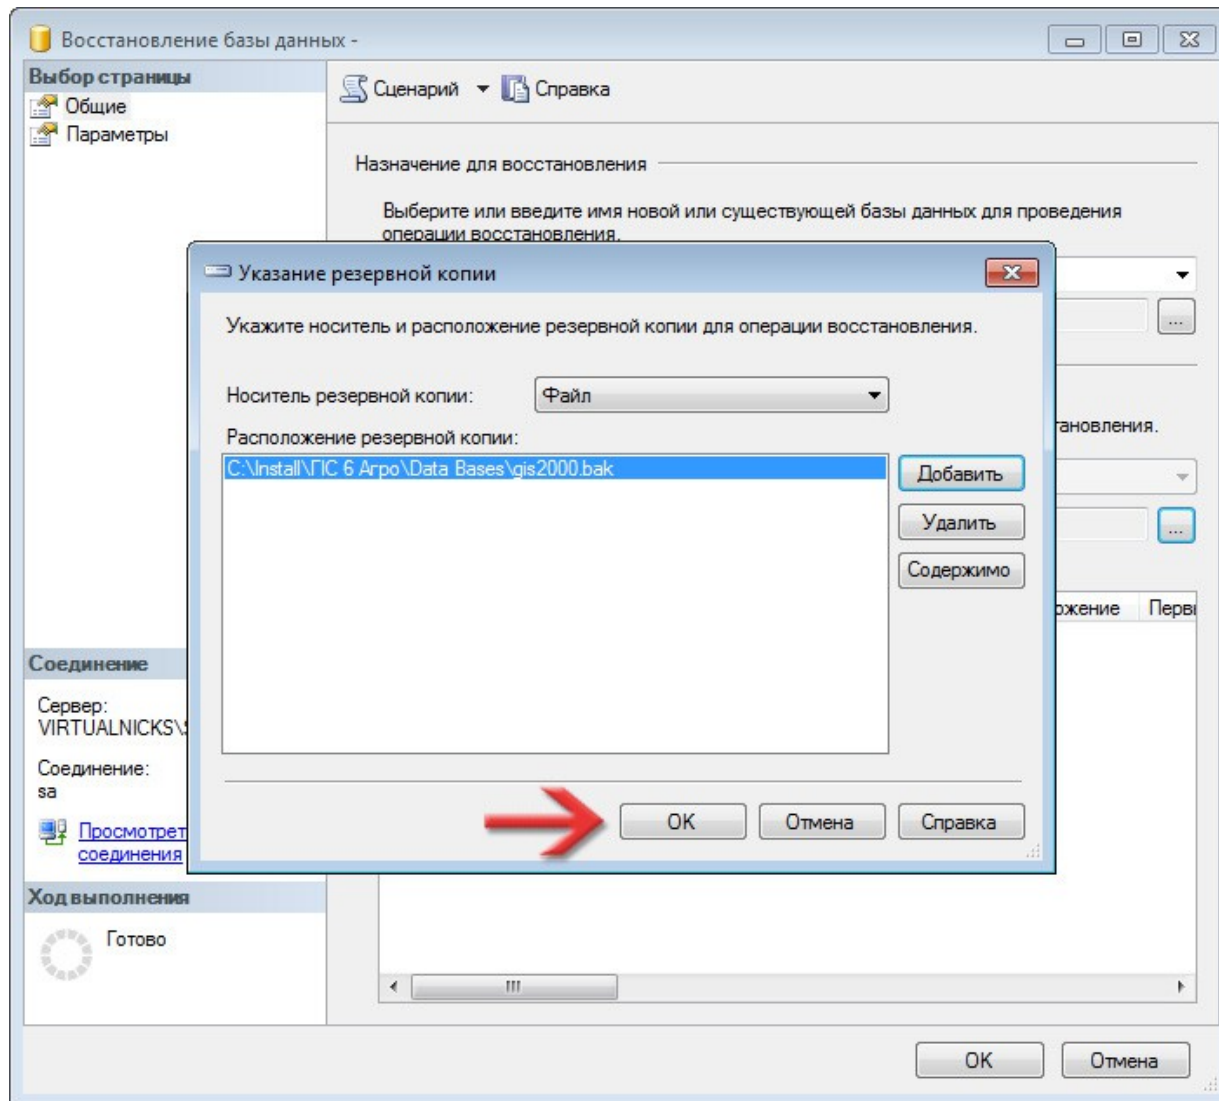 Восстановление базы данных -
Выбор страницы
Общие
Параметры
Сценарий
Справка
Назначение для восстановления
Выберите или введите имя новой или существующей базы данных для проведения
операции восстановления.
Указание резервной копии
Укажите носитель и расположение резервной копии для операции восстановления.
Носитель резервной копии:
Файл
Расположение резервной копии:
C:\Install\ГІС 6 Агро\Data Bases\gis2000.bak
Добавить
Удалить
Содержимо
OK
Отмена
Справка
...
тановления.
...
ожение
Первы
Соединение
Сервер:
VIRTUALNICKS\
Соединение:
sa
Просмотрет
соединения
Ход выполнения
Готово
OK
Отмена